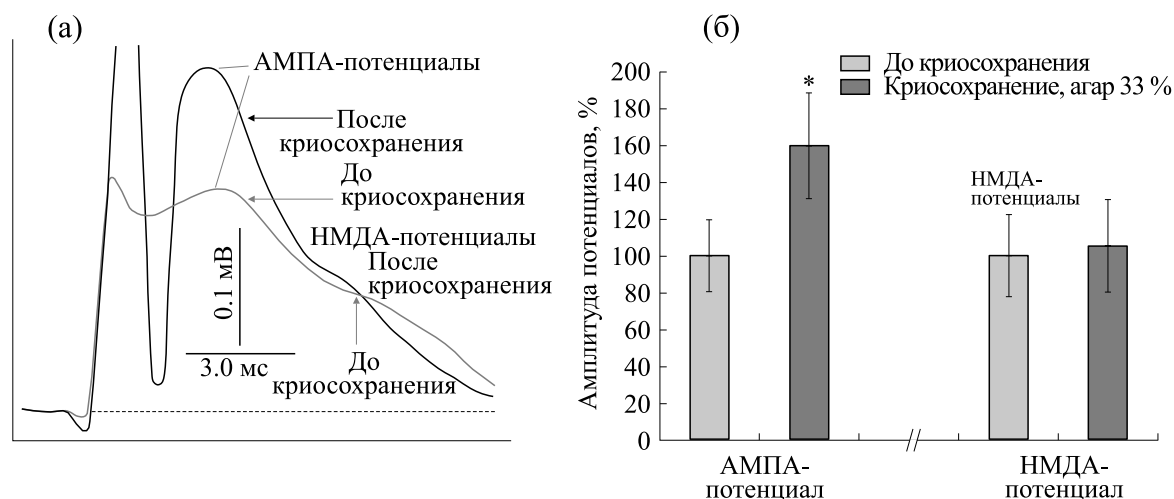 (а)
АМПА-потенциалы
После
криосохранения
До
криосохранения
НМДА-потенциалы
После
криосохранения
0.1 мВ
3.0 мс
До
криосохранения
(б)
До криосохранения
Криосохранение, агар 33 %
Амплитуда потенциалов, %
200
180
160
140
120
100
80
60
40
20
0
*
НМДА-
потенциалы
АМПА-
потенциал
НМДА-
потенциал